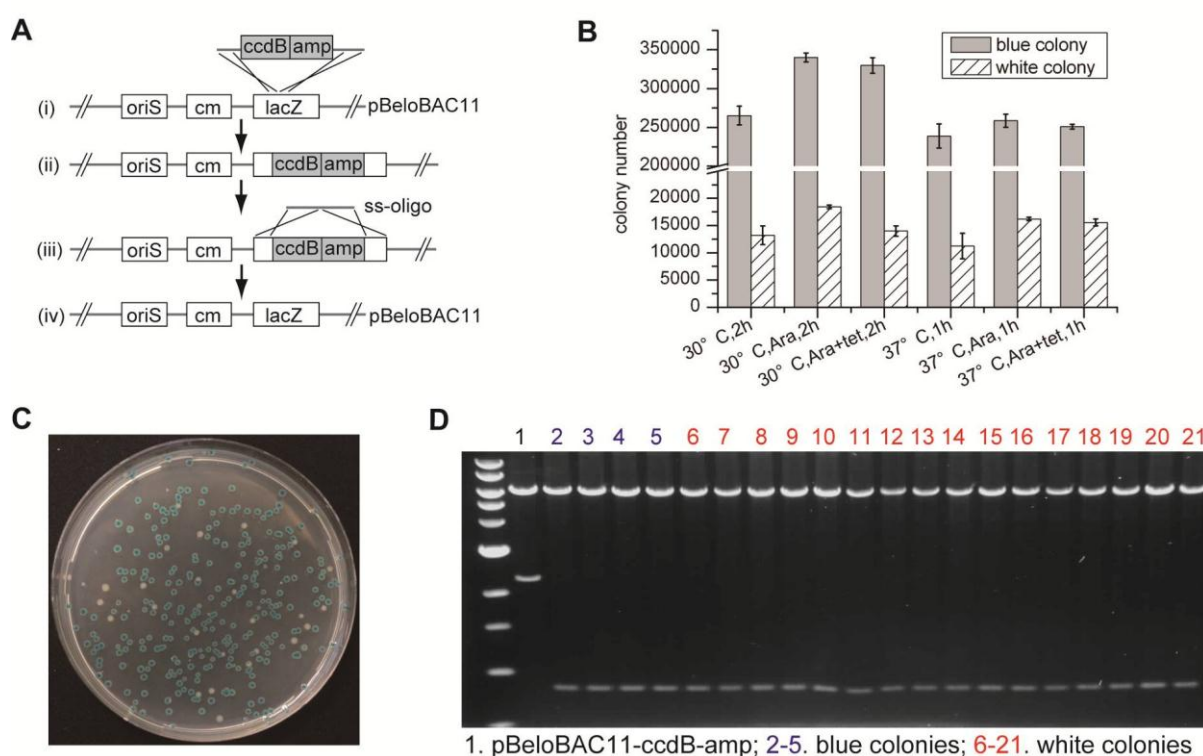 A
ccdB amp
(i) oriS cm lacZ pBeloBAC11
(ii) oriS cm ccdB amp
ss-oligo
(iii) oriS cm ccdB amp
(iv) oriS cm lacZ pBeloBAC11
B
blue colony
white colony
colony number
350000
300000
250000
200000
20000
15000
10000
5000
0
30° C,2h
30° C,Ara,2h
30° C,Ara+tet,2h
37° C,1h
37° C,Ara,1h
37° C,Ara+tet,1h
C
D
1 2 3 4 5 6 7 8 9 10 11 12 13 14 15 16 17 18 19 20 21
1. pBeloBAC11-ccdB-amp; 2-5. blue colonies; 6-21. white colonies